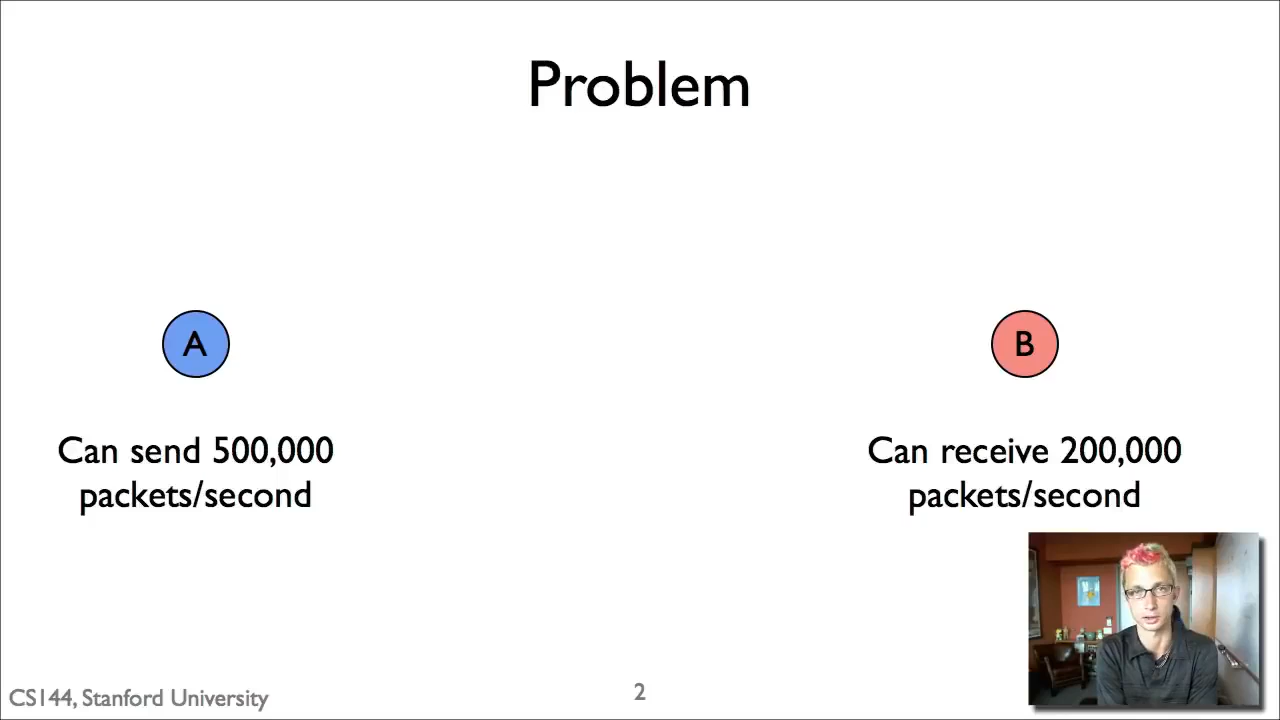 Problem
A
B
Can send 500,000
packets/second
Can receive 200,000
packets/second
CS144, Stanford University
2